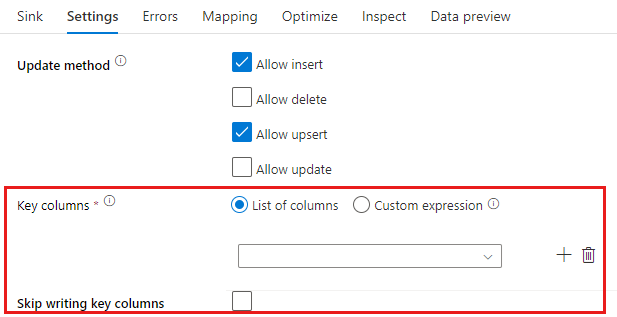 Sink Settings Errors Mapping Optimize Inspect Data preview
Update method Allow insert
Allow delete
Allow upsert
Allow update
Key columns * List of columns Custom expression
Skip writing key columns